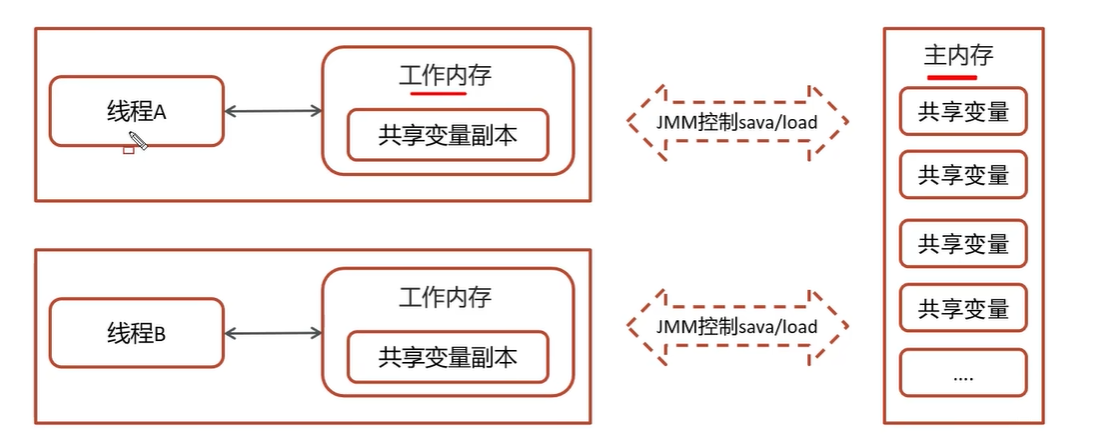 线程A
工作内存
共享变量副本
JMM控制sava/load
线程B
工作内存
共享变量副本
JMM控制sava/load
主内存
共享变量
共享变量
共享变量
共享变量
....